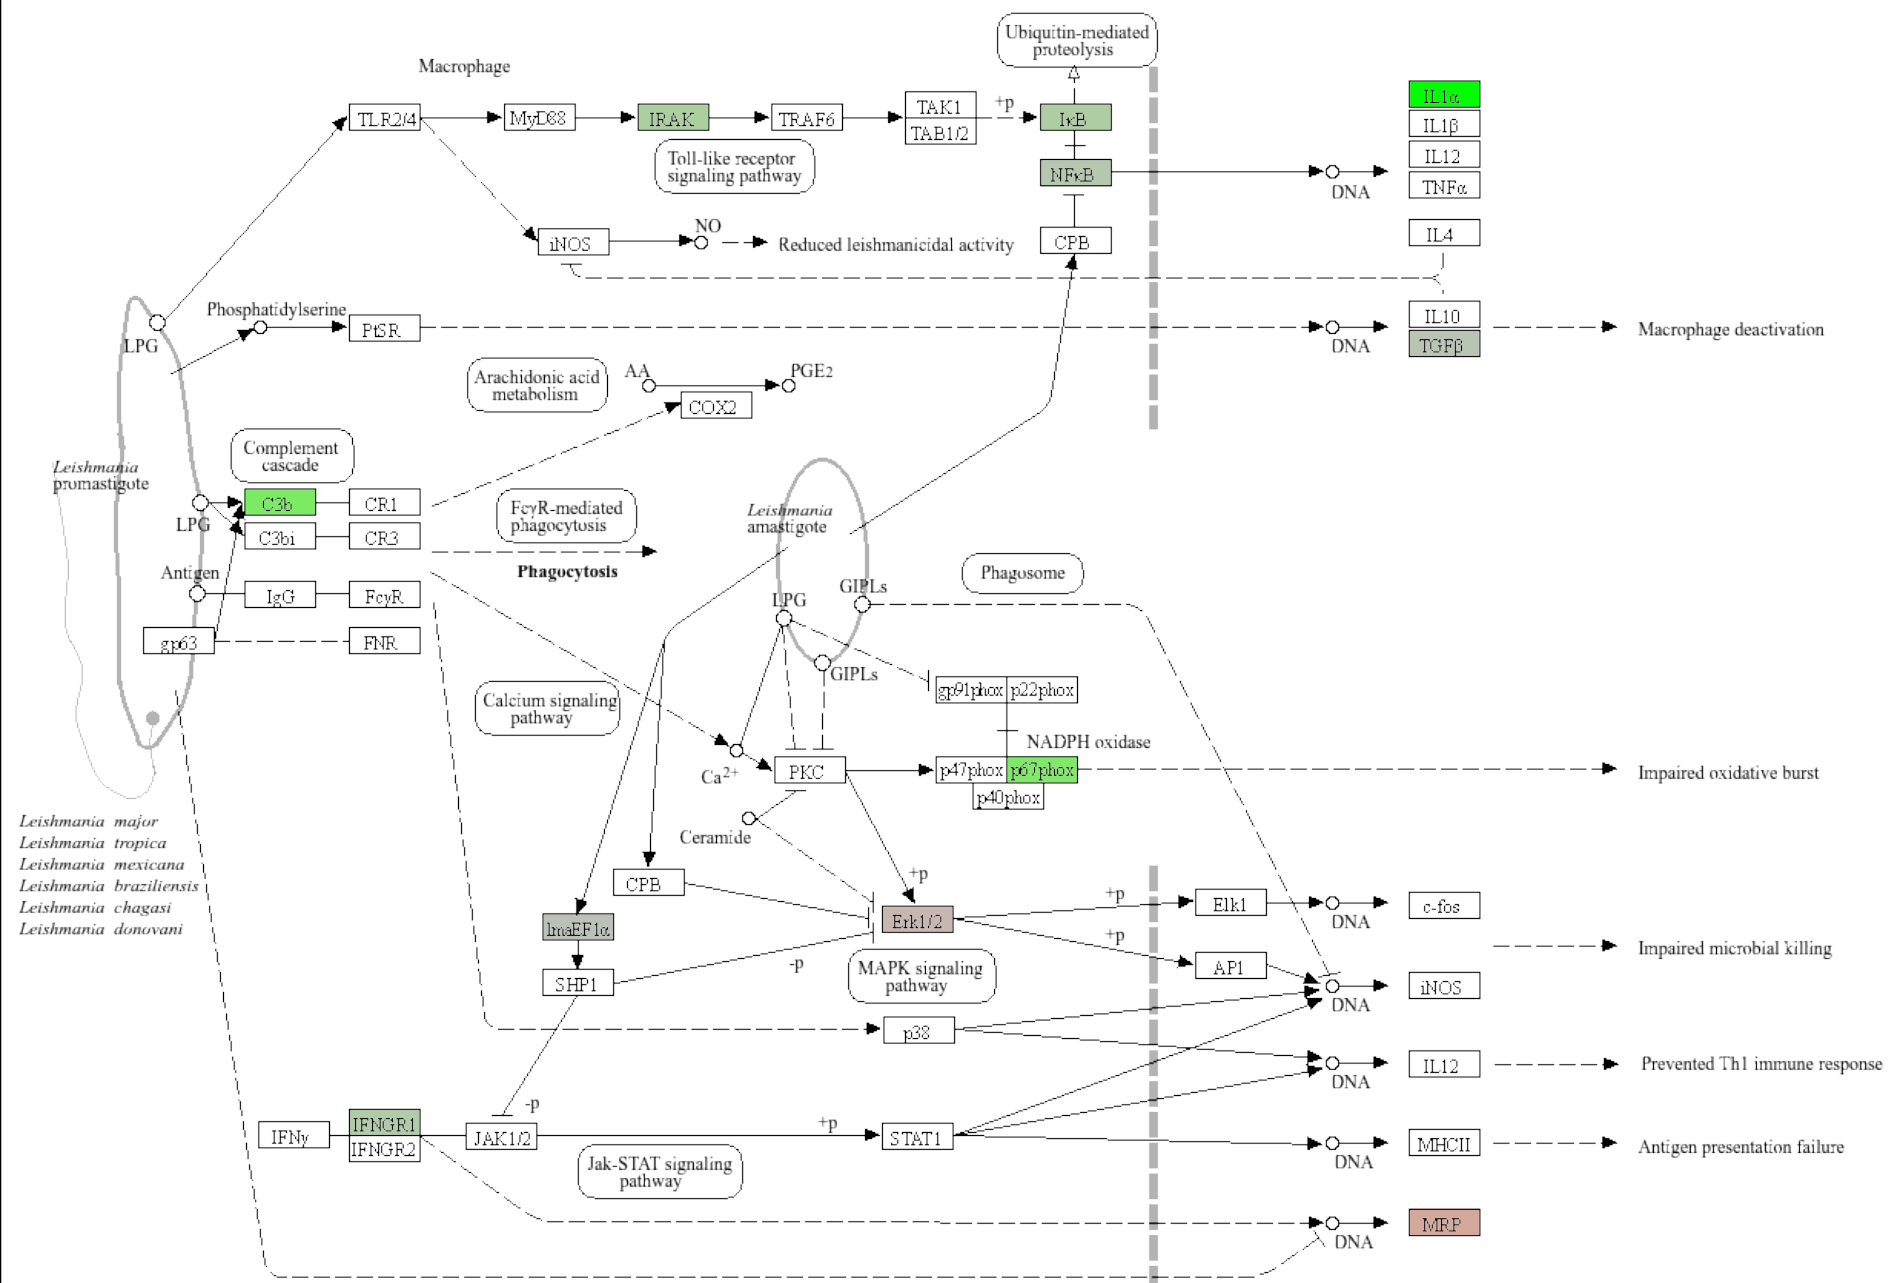 Ubiquitin-mediated
proteolysis
Macrophage
TLR2/4
MyD88
IRAK
TRAF6
TAK1
TAB1/2
+p
IκB
IL1α
IL1β
IL12
TNFα
Toll-like receptor
signaling pathway
NFκB
DNA
iNOS
NO
Reduced leishmanicidal activity
CPB
IL4
Phosphatidylserine
LPG
PtSR
DNA
IL10
TGFβ
Macrophage deactivation
Arachidonic acid
metabolism
AA
PGE2
COX2
Complement
cascade
Leishmania
promastigote
C3b
CR1
LPG
C3bi
CR3
FcγR-mediated
phagocytosis
Phagocytosis
Leishmania
amastigote
Antigen
IgG
FcγR
gp63
FNR
Phagosome
GIPLs
LPG
GIPLs
gp91phox
p22phox
Calcium signaling
pathway
NADPH oxidase
Ca2+
PKC
p47phox
p67phox
p40phox
Impaired oxidative burst
Ceramide
Leishmania major
Leishmania tropica
Leishmania mexicana
Leishmania braziliensis
Leishmania chagasi
Leishmania donovani
CPB
+p
+p
Elk1
DNA
c-fos
lmaEF1α
Erk1/2
+p
Impaired microbial killing
SHP1
-p
MAPK signaling
pathway
AP1
DNA
iNOS
p38
DNA
IL12
Prevented Th1 immune response
-p
IFNγ
IFNGR1
IFNGR2
JAK1/2
+p
STAT1
DNA
MHCII
Antigen presentation failure
Jak-STAT signaling
pathway
DNA
MRP